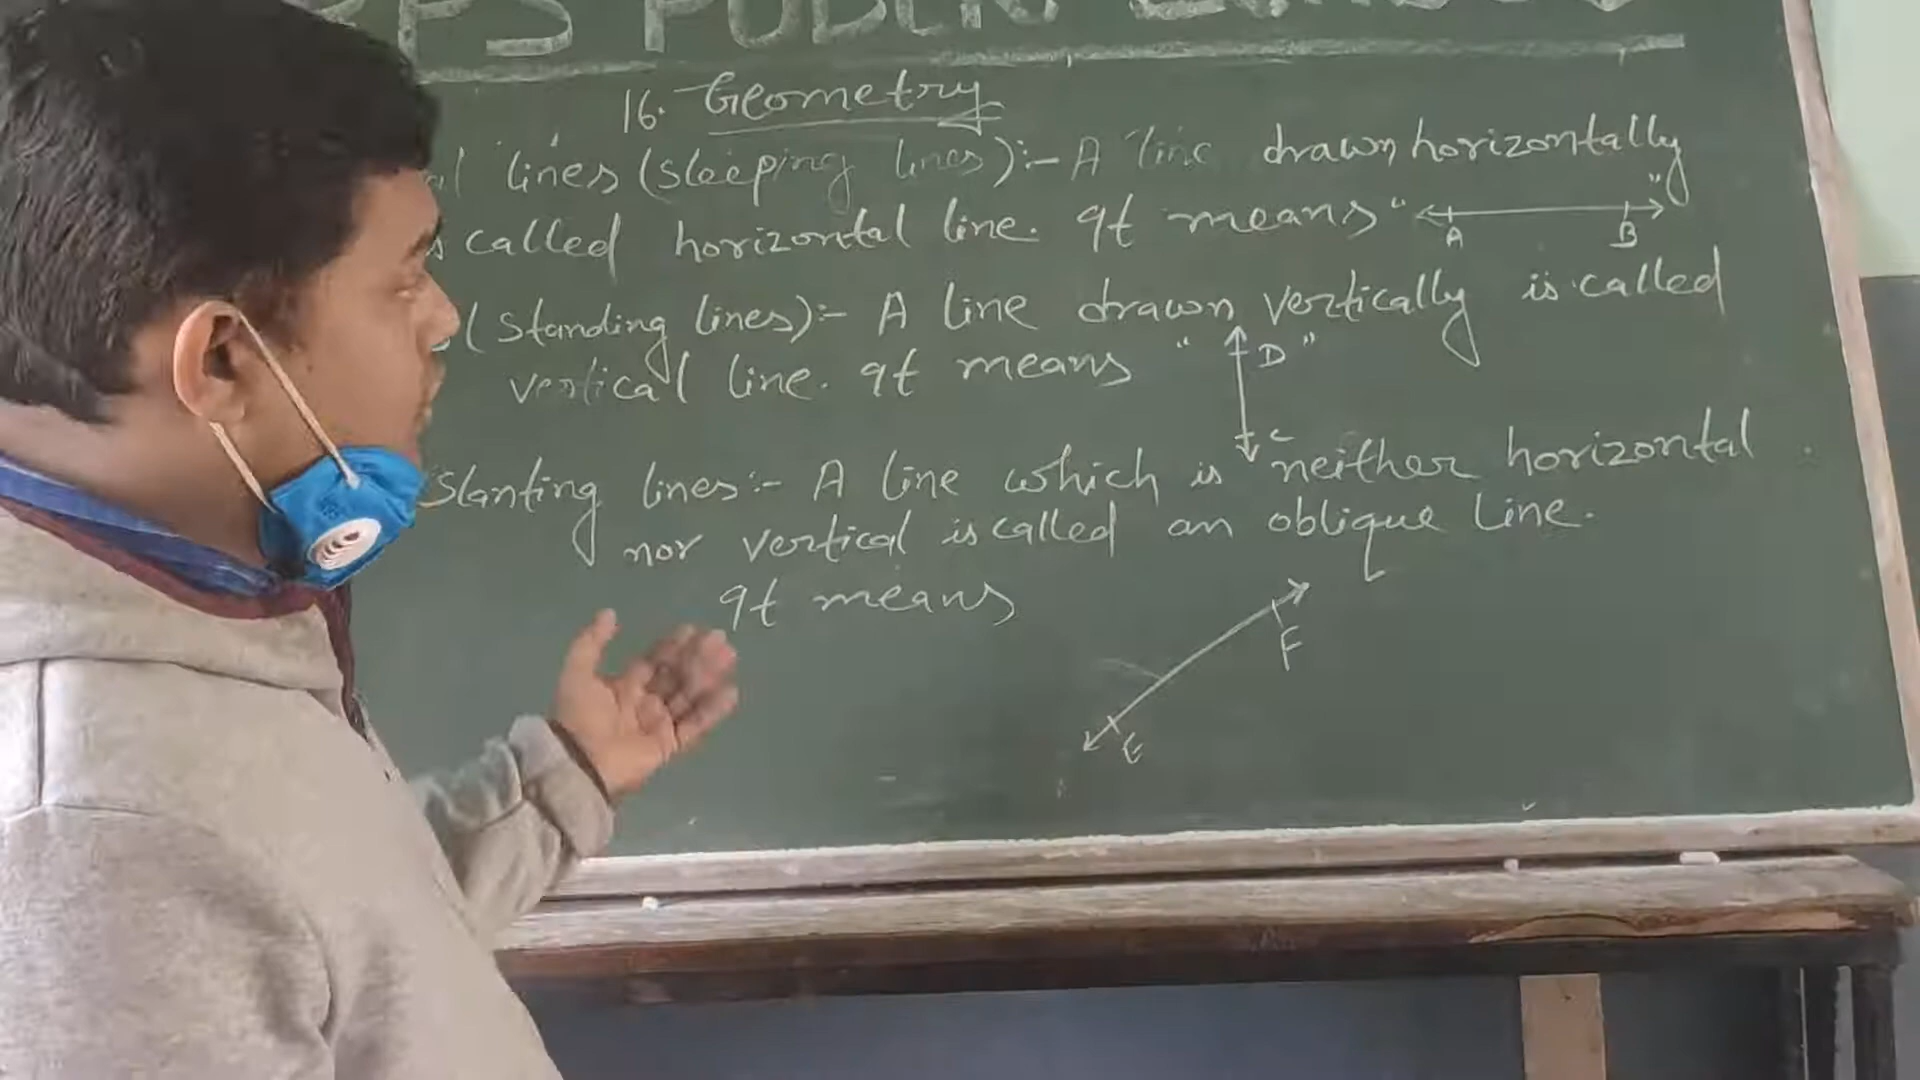 PPS PUBLIC
16. Geometry
al lines (sleeping lines):- A line drawn horizontally
s called horizontal line. It means " "
A B
(Standing lines):- A line drawn vertically is called
vertical line. It means " D "
C
Slanting lines:- A line which is neither horizontal
nor vertical is called an oblique line.
It means
F
E